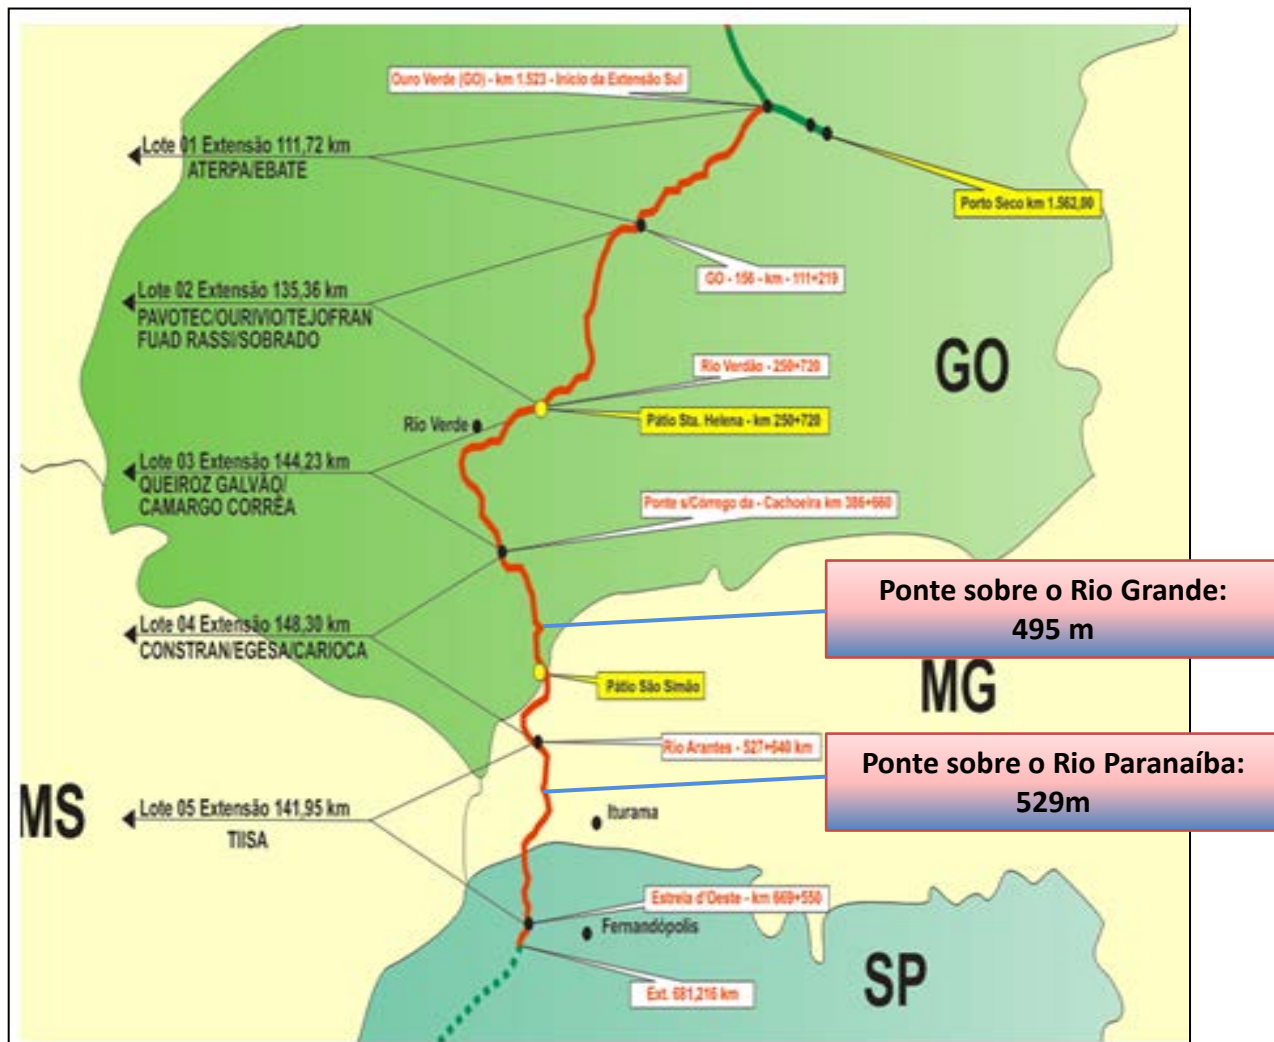 Ouro Verde (GO) - km 1.523 - Início da Extensão Sul
Lote 01 Extensão 111,72 km
ATERPA/EBATE
Porto Seco km 1.562,00
GO - 156 - km - 111+219
Lote 02 Extensão 135,36 km
PAVOTEC/OURIVIO/TEJOFRAN
FUAD RASSI/SOBRADO
GO
Rio Verdão - 250+720
Pátio Sta. Helena - km 250+720
Rio Verde
Lote 03 Extensão 144.23 km
QUEIROZ GALVÃO/
CAMARGO CORRÊA
Ponte s/Córrego da - Cachoeira km 386+660
Ponte sobre o Rio Grande:
495 m
Lote 04 Extensão 148,30 km
CONSTRAN/EGESA/CARIOCA
MG
Pátio São Simão
Rio Arantes - 527+640 km
Ponte sobre o Rio Paranaíba:
529m
MS
Lote 05 Extensão 141,95 km
TIISA
Iturama
Estrela d'Oeste - km 669+550
Fernandópolis
SP
Ext. 681,216 km